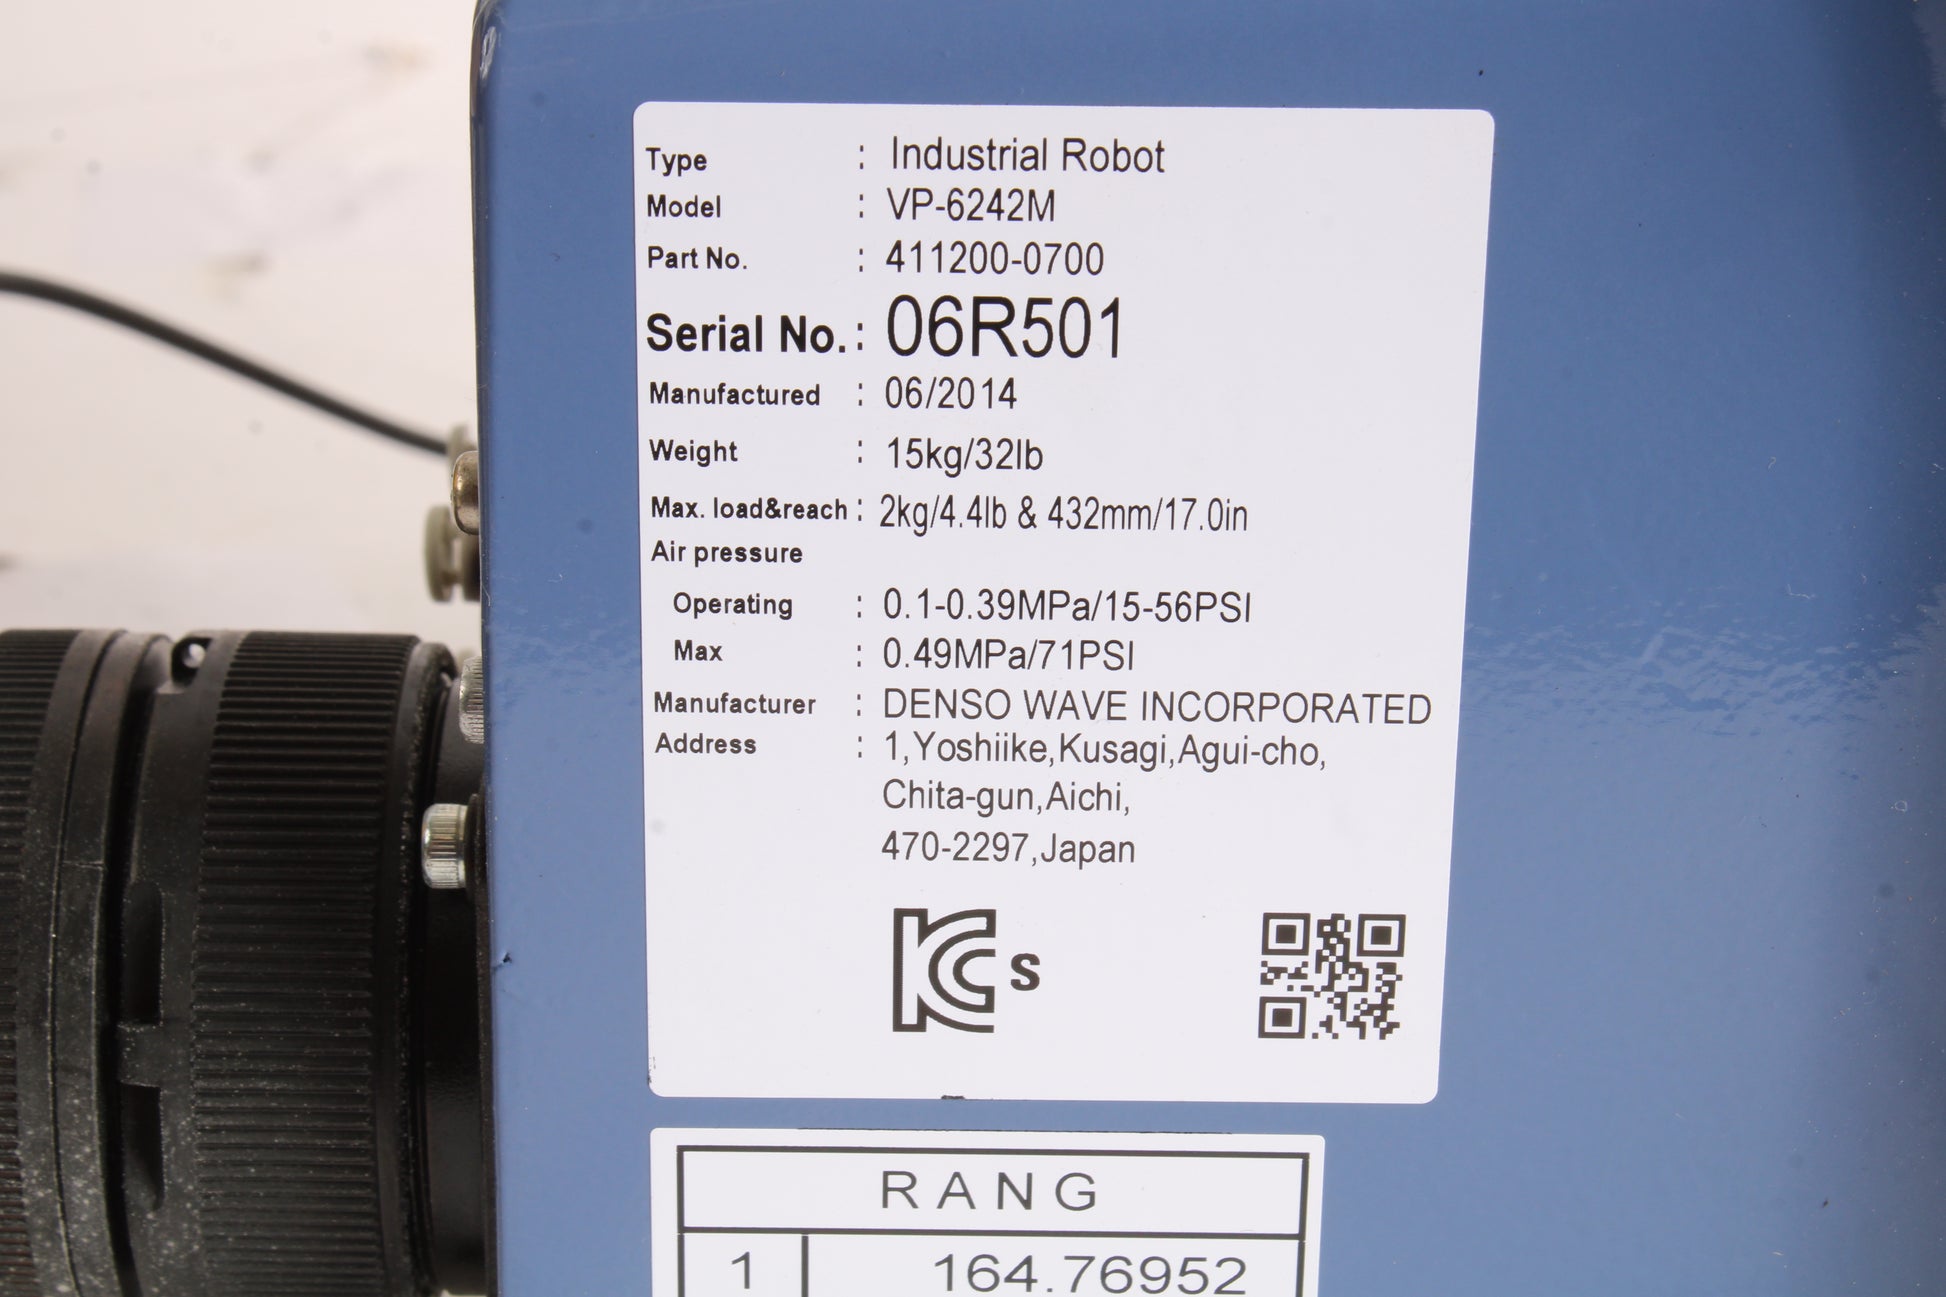 Type : Industrial Robot
Model : VP-6242M
Part No. : 411200-0700
Serial No. : 06R501
Manufactured : 06/2014
Weight : 15kg/32lb
Max. load&reach : 2kg/4.4lb & 432mm/17.0in
Air pressure
Operating : 0.1-0.39MPa/15-56PSI
Max : 0.49MPa/71PSI
Manufacturer : DENSO WAVE INCORPORATED
Address : 1,Yoshiike,Kusagi,Agui-cho,
Chita-gun,Aichi,
470-2297,Japan
KC s
RANG
1 164.76952